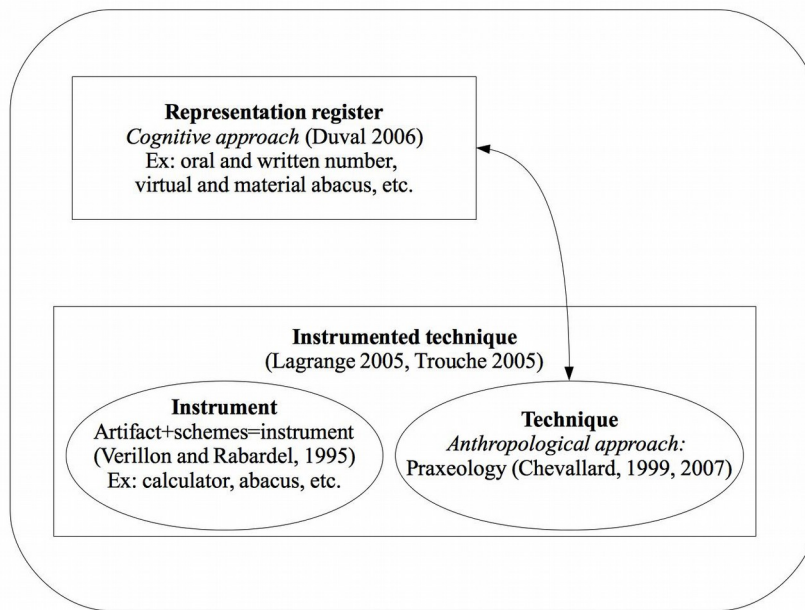 Representation register
Cognitive approach (Duval 2006)
Ex: oral and written number,
virtual and material abacus, etc.
Instrumented technique
(Lagrange 2005, Trouche 2005)
Instrument
Artifact+schemes=instrument
(Verillon and Rabardel, 1995)
Ex: calculator, abacus, etc.
Technique
Anthropological approach:
Praxeology (Chevallard, 1999, 2007)